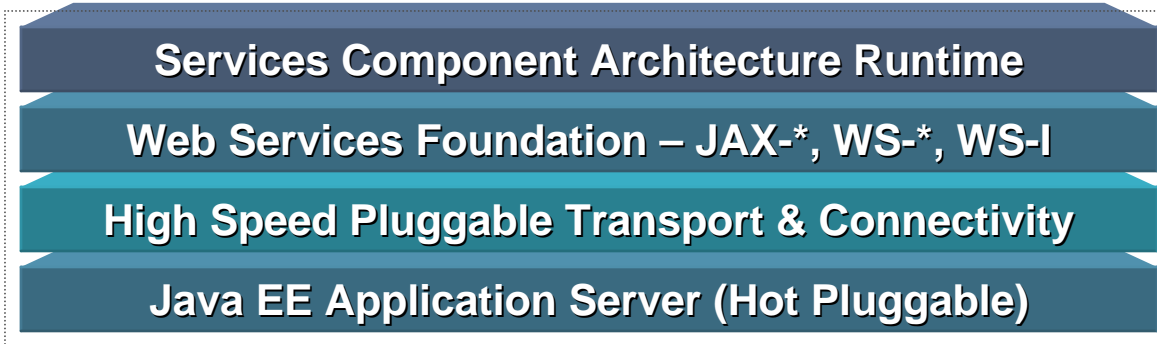 Services Component Architecture Runtime
Web Services Foundation – JAX-*, WS-*, WS-I
High Speed Pluggable Transport & Connectivity
Java EE Application Server (Hot Pluggable)